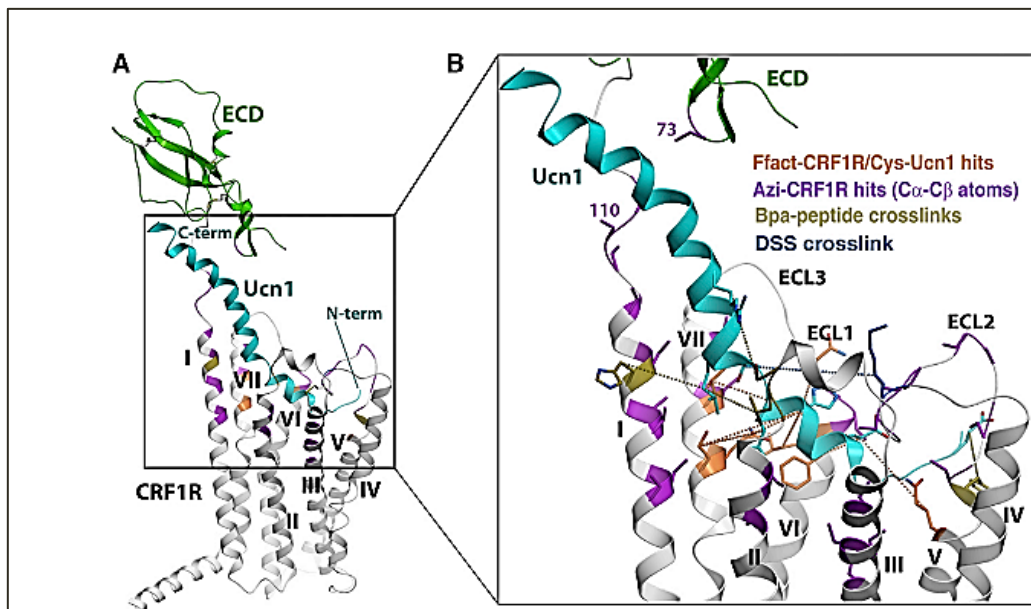 A
ECD
C-term
Ucn1
N-term
I
VII
VI
V
III
IV
II
CRF1R
B
ECD
73
Ucn1
Ffact-CRF1R/Cys-Ucn1 hits
Azi-CRF1R hits (Cα-Cβ atoms)
Bpa-peptide crosslinks
DSS crosslink
110
ECL3
ECL1
ECL2
VII
I
VI
II
III
V
IV